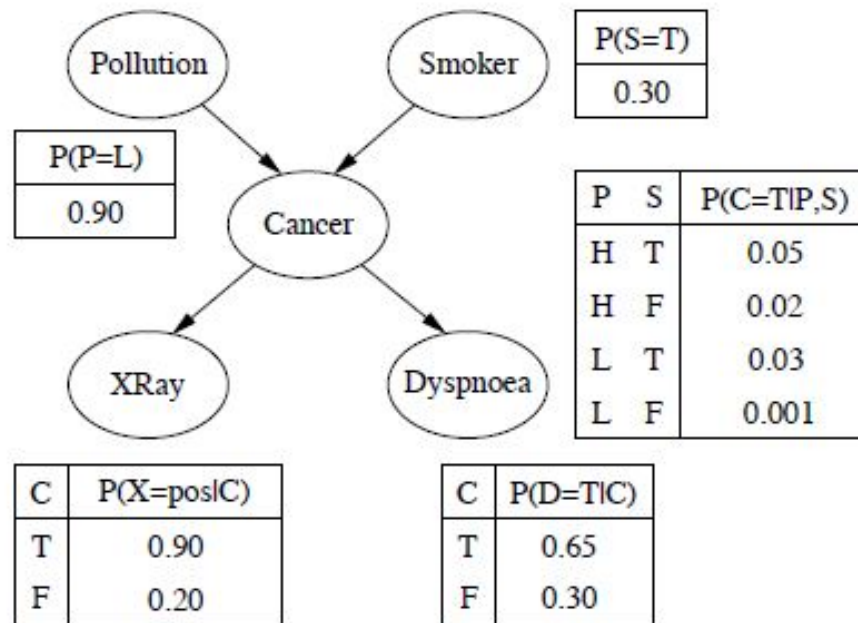 Pollution
Smoker
P(S=T)
0.30
P(P=L)
0.90
Cancer
P S P(C=T|P,S)
H T 0.05
H F 0.02
L T 0.03
L F 0.001
XRay
Dyspnoea
C P(X=pos|C)
T 0.90
F 0.20
C P(D=T|C)
T 0.65
F 0.30